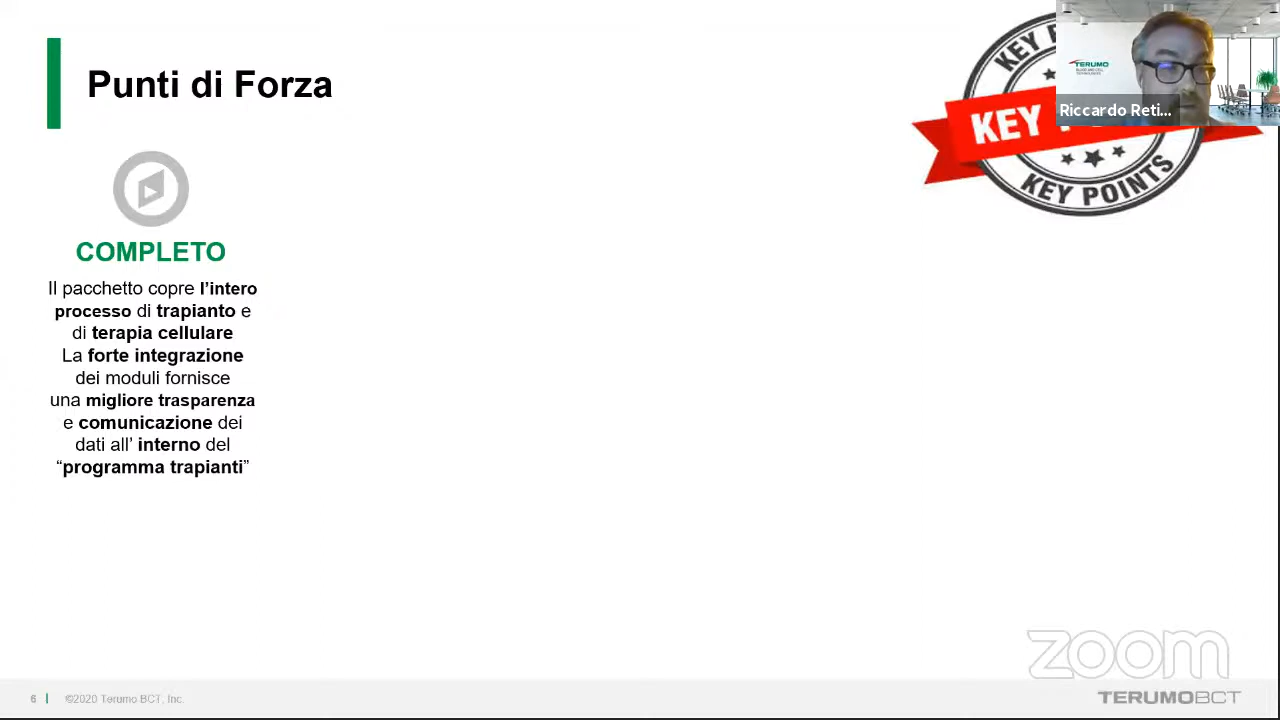 Punti di Forza
KEY
KEY
KEY POINTS
TERUMO
Riccardo Reti...
COMPLETO
Il pacchetto copre l’intero
processo di trapianto e
di terapia cellulare
La forte integrazione
dei moduli fornisce
una migliore trasparenza
e comunicazione dei
dati all’ interno del
“programma trapianti”
zoom
6
©2020 Terumo BCT, Inc.
TERUMOBCT